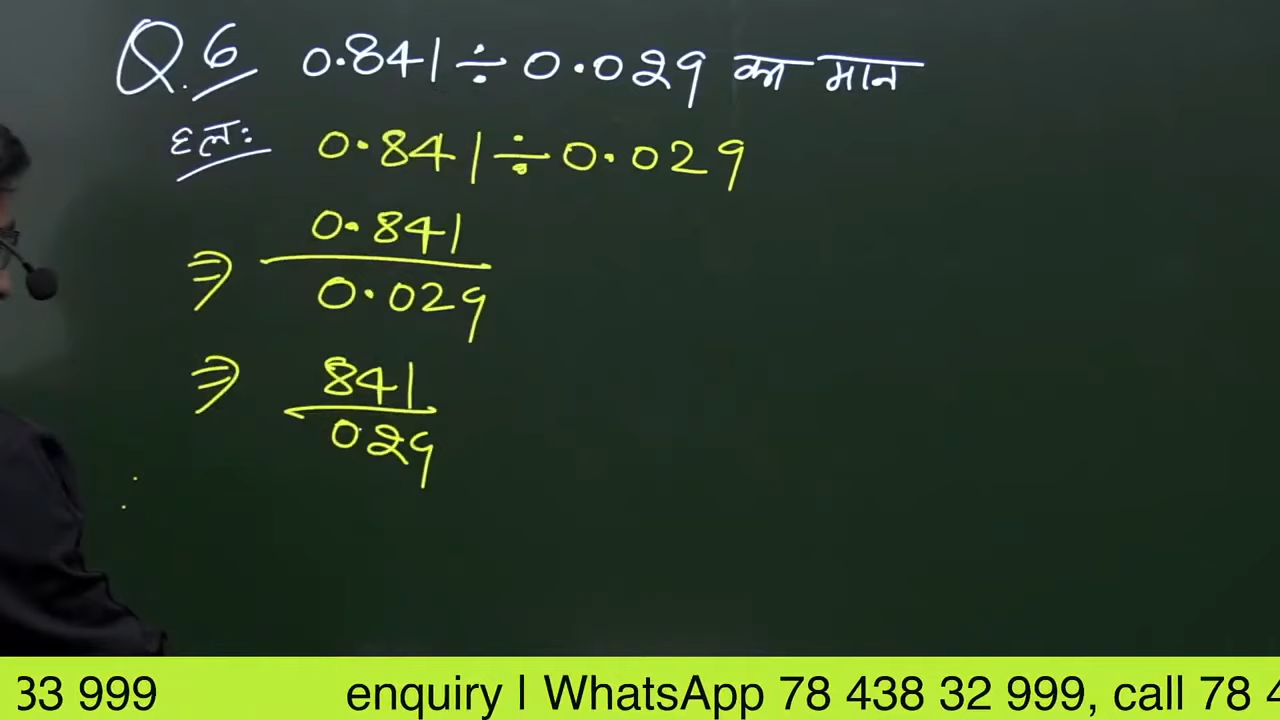 Q.6 0.841 ÷ 0.029 का मान
हलः 0.841 ÷ 0.029
⇒ 0.841
0.029
⇒ 841
029
33 999 enquiry | WhatsApp 78 438 32 999, call 78 4